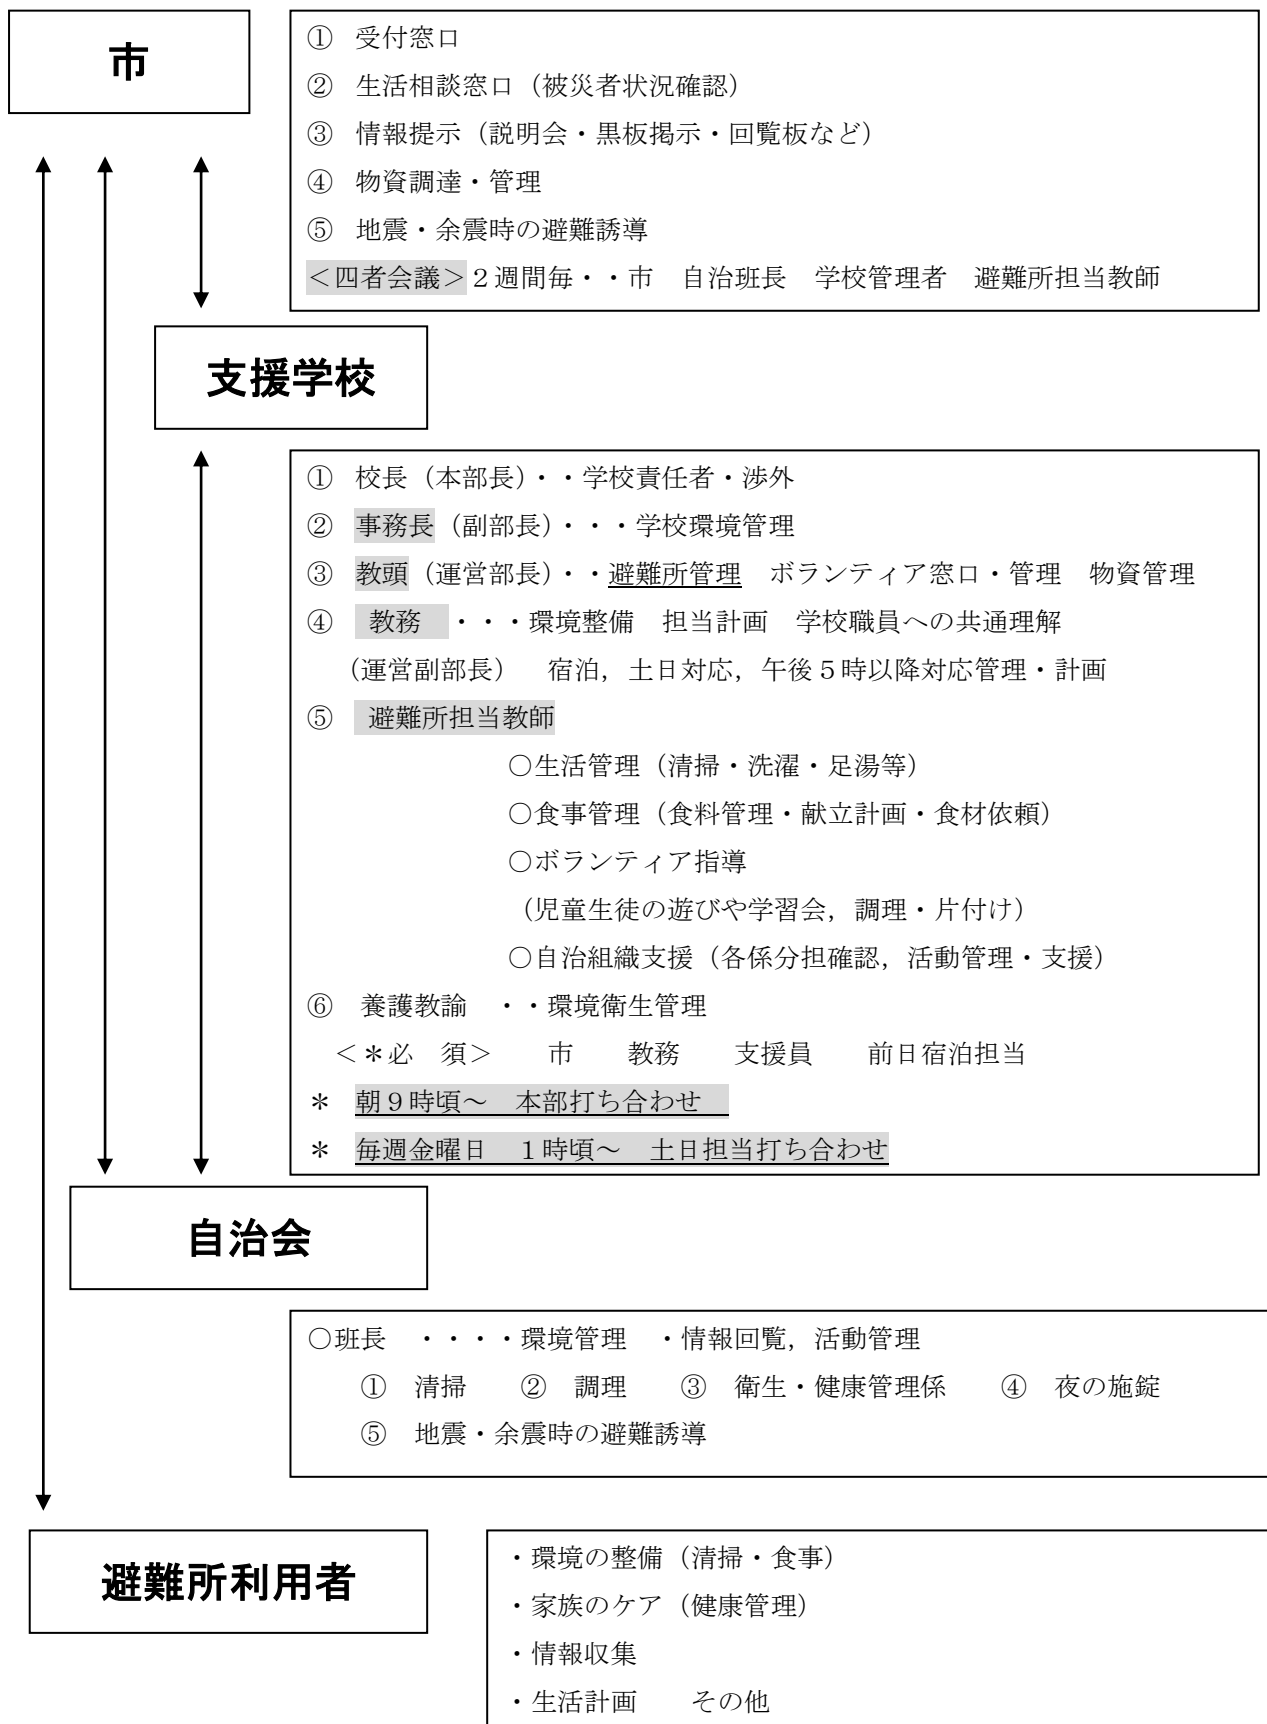 市
① 受付窓口
② 生活相談窓口（被災者状況確認）
③ 情報提示（説明会・黒板掲示・回覧板など）
④ 物資調達・管理
⑤ 地震・余震時の避難誘導
＜四者会議＞２週間毎・・市　自治班長　学校管理者　避難所担当教師
支援学校
① 校長（本部長）・・学校責任者・渉外
② 事務長（副部長）・・・学校環境管理
③ 教頭（運営部長）・・避難所管理　ボランティア窓口・管理　物資管理
④ 教務　・・・環境整備　担当計画　学校職員への共通理解
（運営副部長）　宿泊，土日対応，午後５時以降対応管理・計画
⑤ 避難所担当教師
○生活管理（清掃・洗濯・足湯等）
○食事管理（食料管理・献立計画・食材依頼）
○ボランティア指導
（児童生徒の遊びや学習会，調理・片付け）
○自治組織支援（各係分担確認，活動管理・支援）
⑥ 養護教諭　・・環境衛生管理
＜＊必　須＞　市　教務　支援員　前日宿泊担当
＊ 朝９時頃～　本部打ち合わせ
＊ 毎週金曜日　１時頃～　土日担当打ち合わせ
自治会
○班長　・・・・環境管理　・情報回覧，活動管理
① 清掃　② 調理　③ 衛生・健康管理係　④ 夜の施錠
⑤ 地震・余震時の避難誘導
避難所利用者
・環境の整備（清掃・食事）
・家族のケア（健康管理）
・情報収集
・生活計画　その他